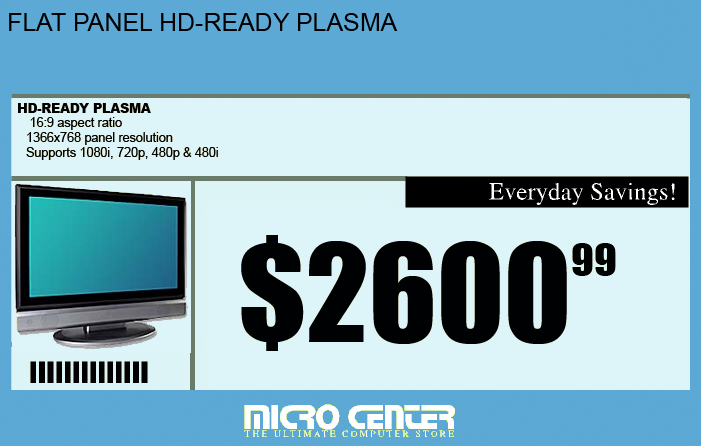 FLAT PANEL HD-READY PLASMA
HD-READY PLASMA
16:9 aspect ratio
1366x768 panel resolution
Supports 1080i, 720p, 480p & 480i
Everyday Savings!
$2600.99
MICRO CENTER
THE ULTIMATE COMPUTER STORE